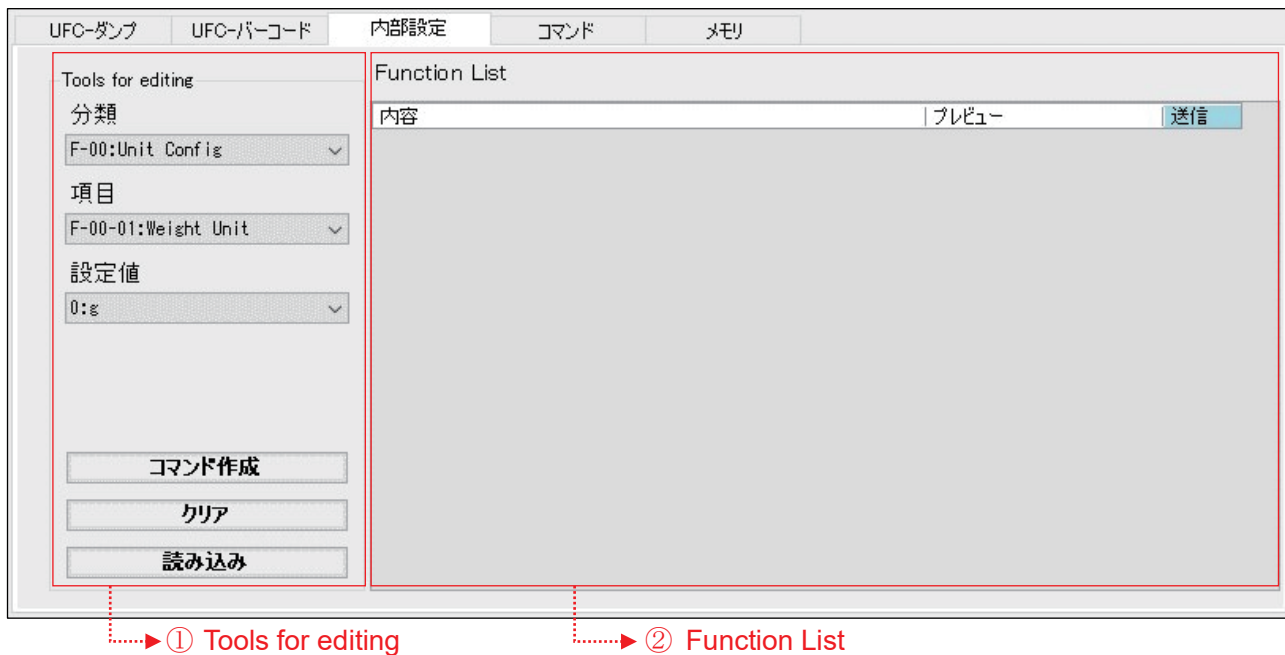 UFC-ダンプ UFC-バーコード 内部設定 コマンド メモリ
Tools for editing
分類
F-00:Unit Config
項目
F-00-01:Weight Unit
設定値
0:g
コマンド作成
クリア
読み込み
Function List
内容 プレビュー 送信
① Tools for editing
② Function List